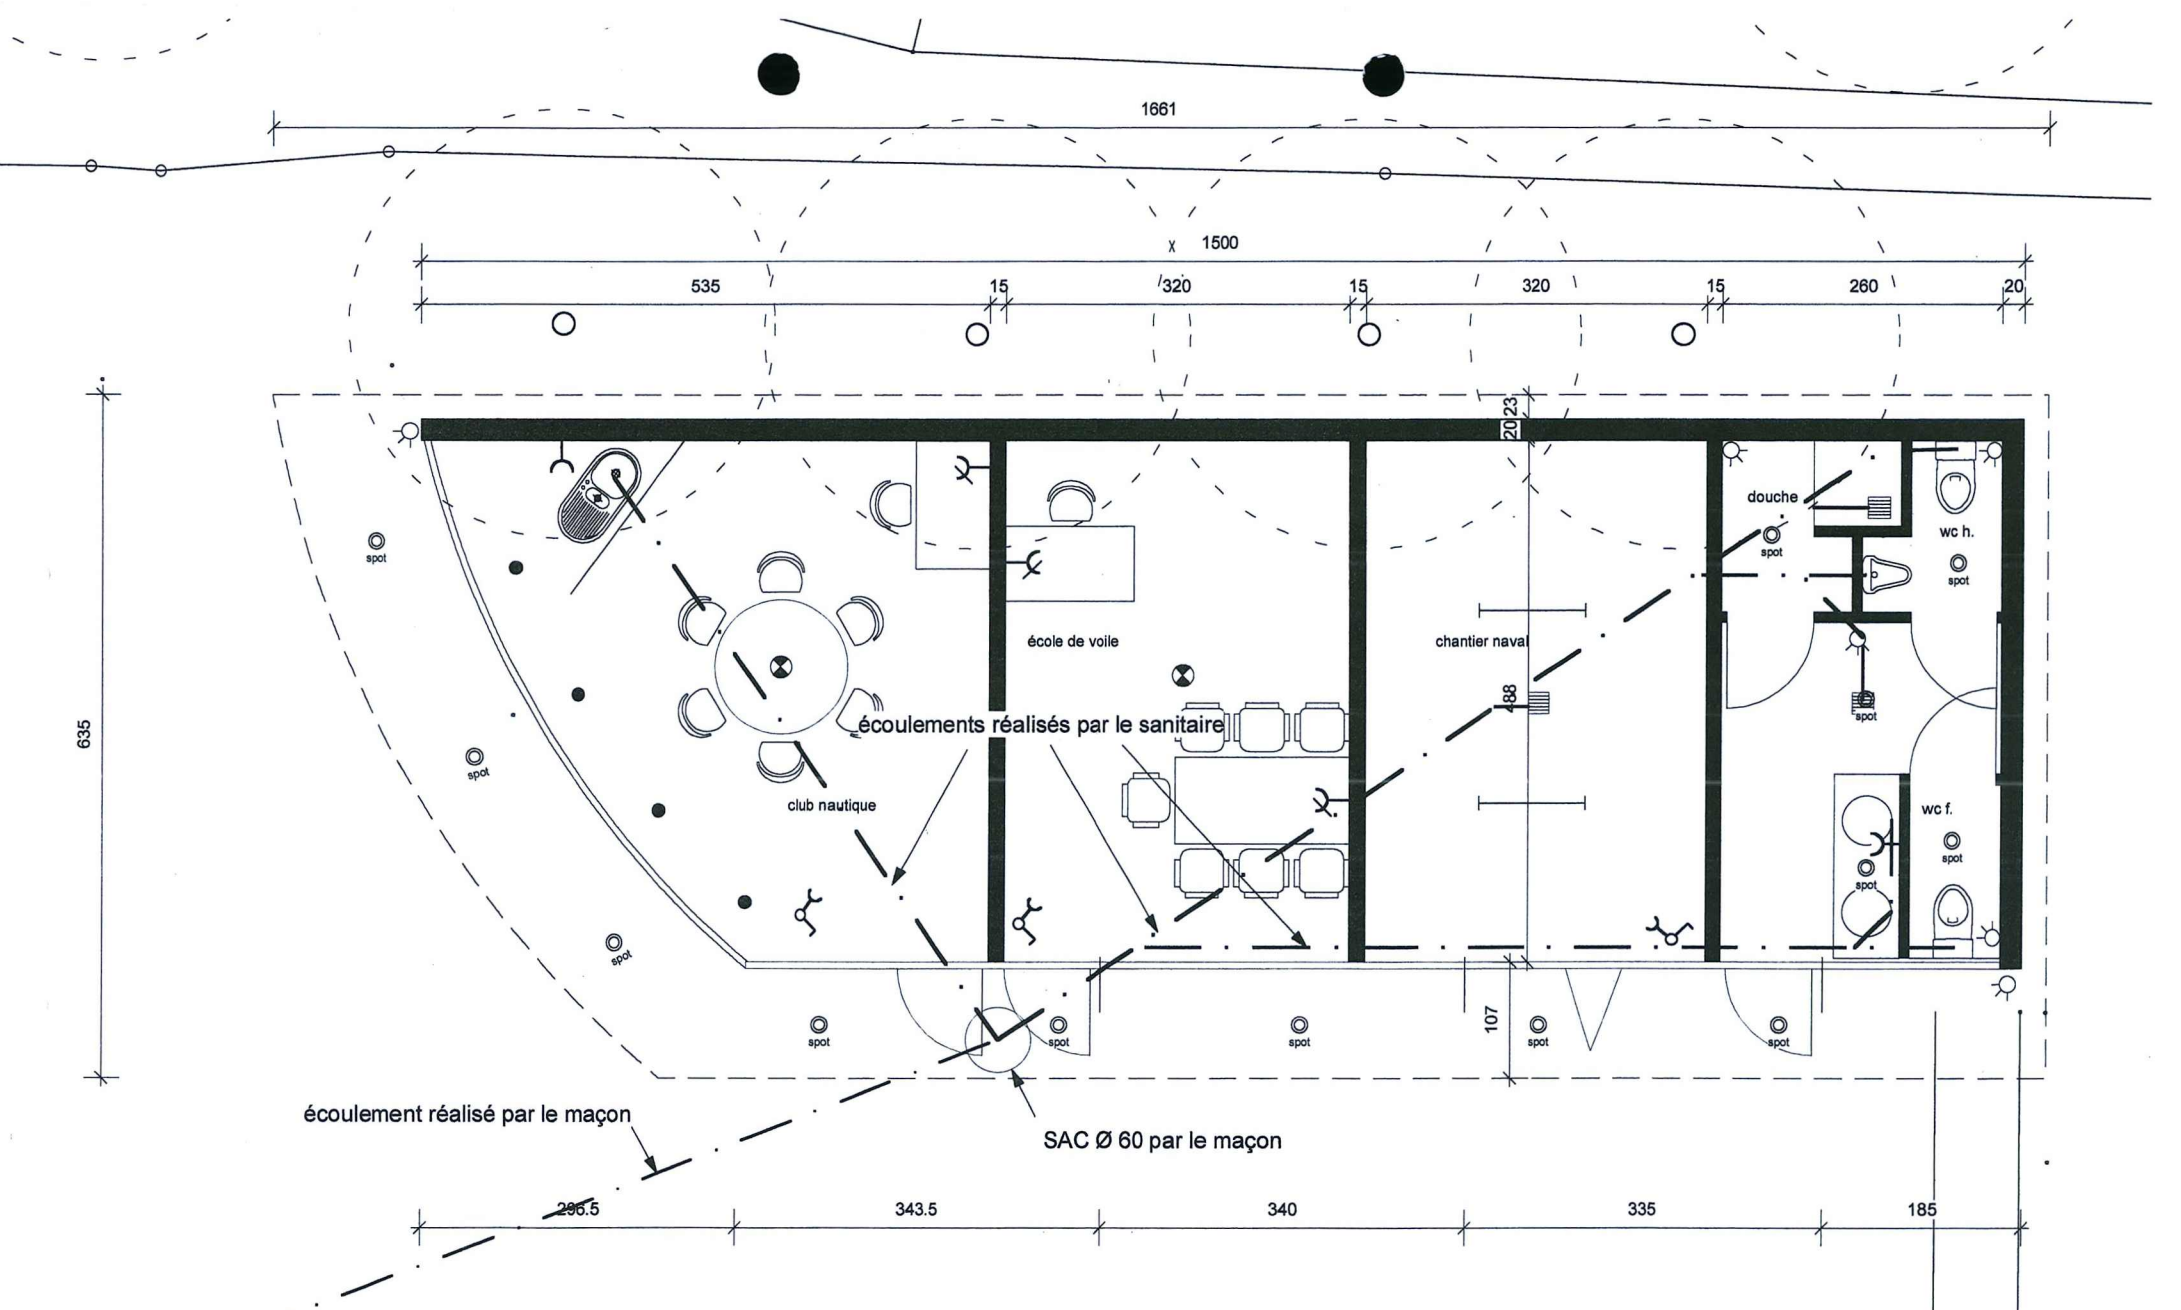 1661
1500
535
15
320
15
320
15
260
20
23
20
douche
wc h.
spot
spot
spot
635
école de voile
chantier naval
488
spot
écoulements réalisés par le sanitaire
spot
club nautique
wc f.
spot
spot
spot
107
spot
spot
spot
spot
spot
écoulement réalisé par le maçon
SAC Ø 60 par le maçon
296.5
343.5
340
335
185